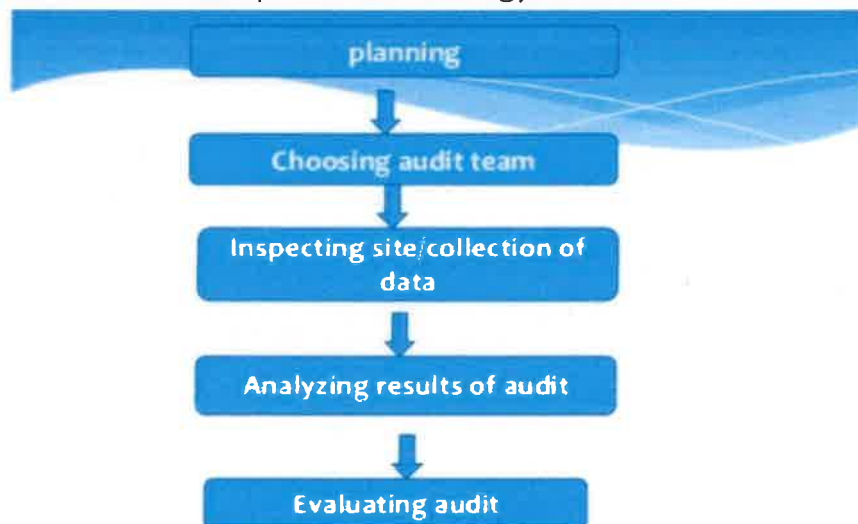 planning
Choosing audit team
Inspecting site/collection of
data
Analyzing results of audit
Evaluating audit